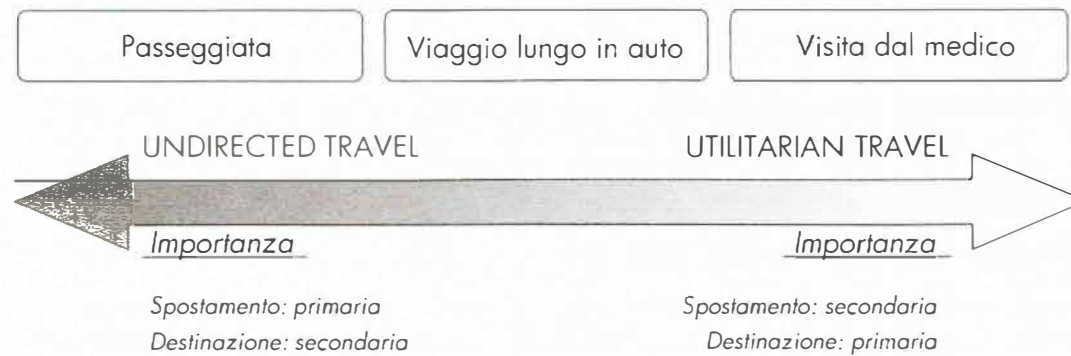 Passeggiata Viaggio lungo in auto Visita dal medico
UNDIRECTED TRAVEL UTILITARIAN TRAVEL
Importanza Importanza
Spostamento: primaria Spostamento: secondaria
Destinazione: secondaria Destinazione: primaria